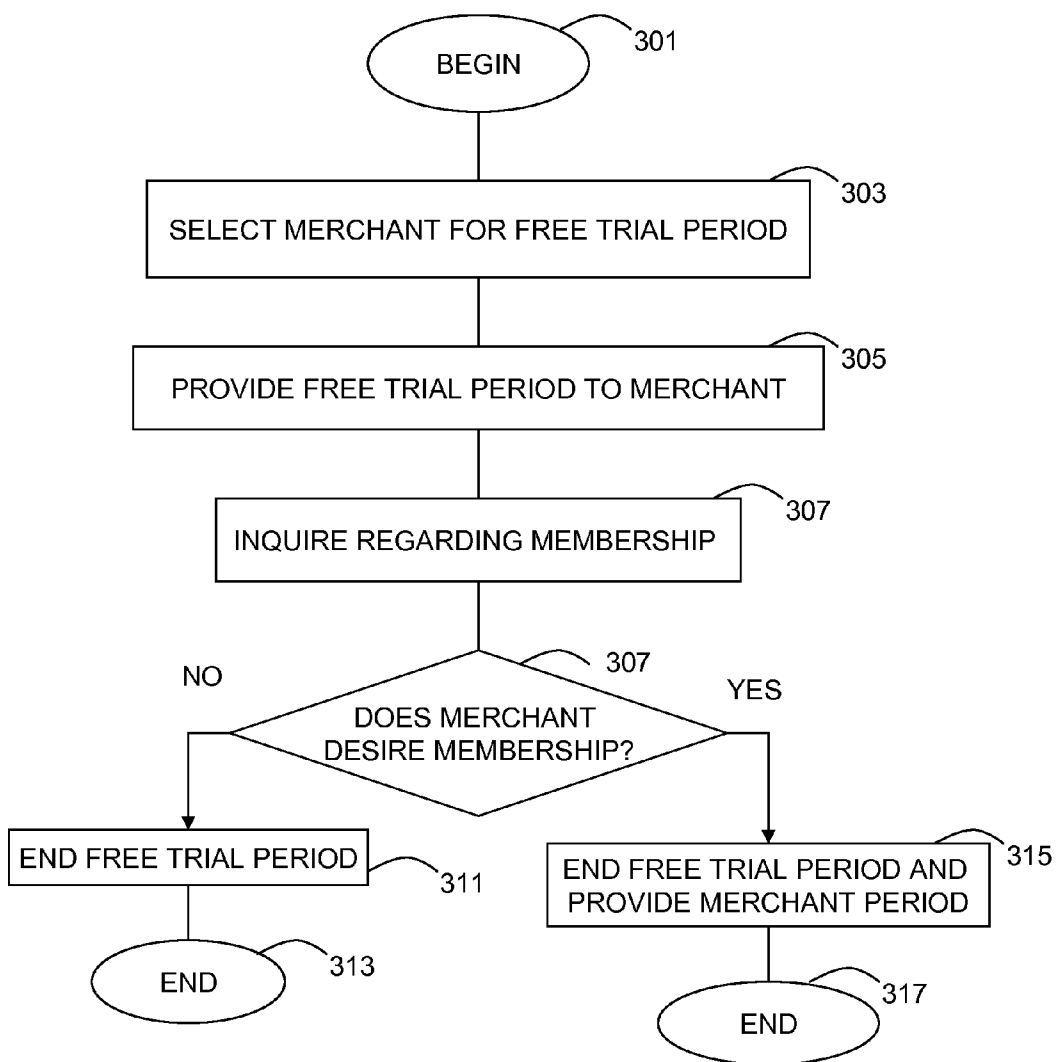 BEGIN
301
SELECT MERCHANT FOR FREE TRIAL PERIOD
303
PROVIDE FREE TRIAL PERIOD TO MERCHANT
305
INQUIRE REGARDING MEMBERSHIP
307
DOES MERCHANT
DESIRE MEMBERSHIP?
307
NO
YES
END FREE TRIAL PERIOD
311
END
313
END FREE TRIAL PERIOD AND
PROVIDE MERCHANT PERIOD
315
END
317